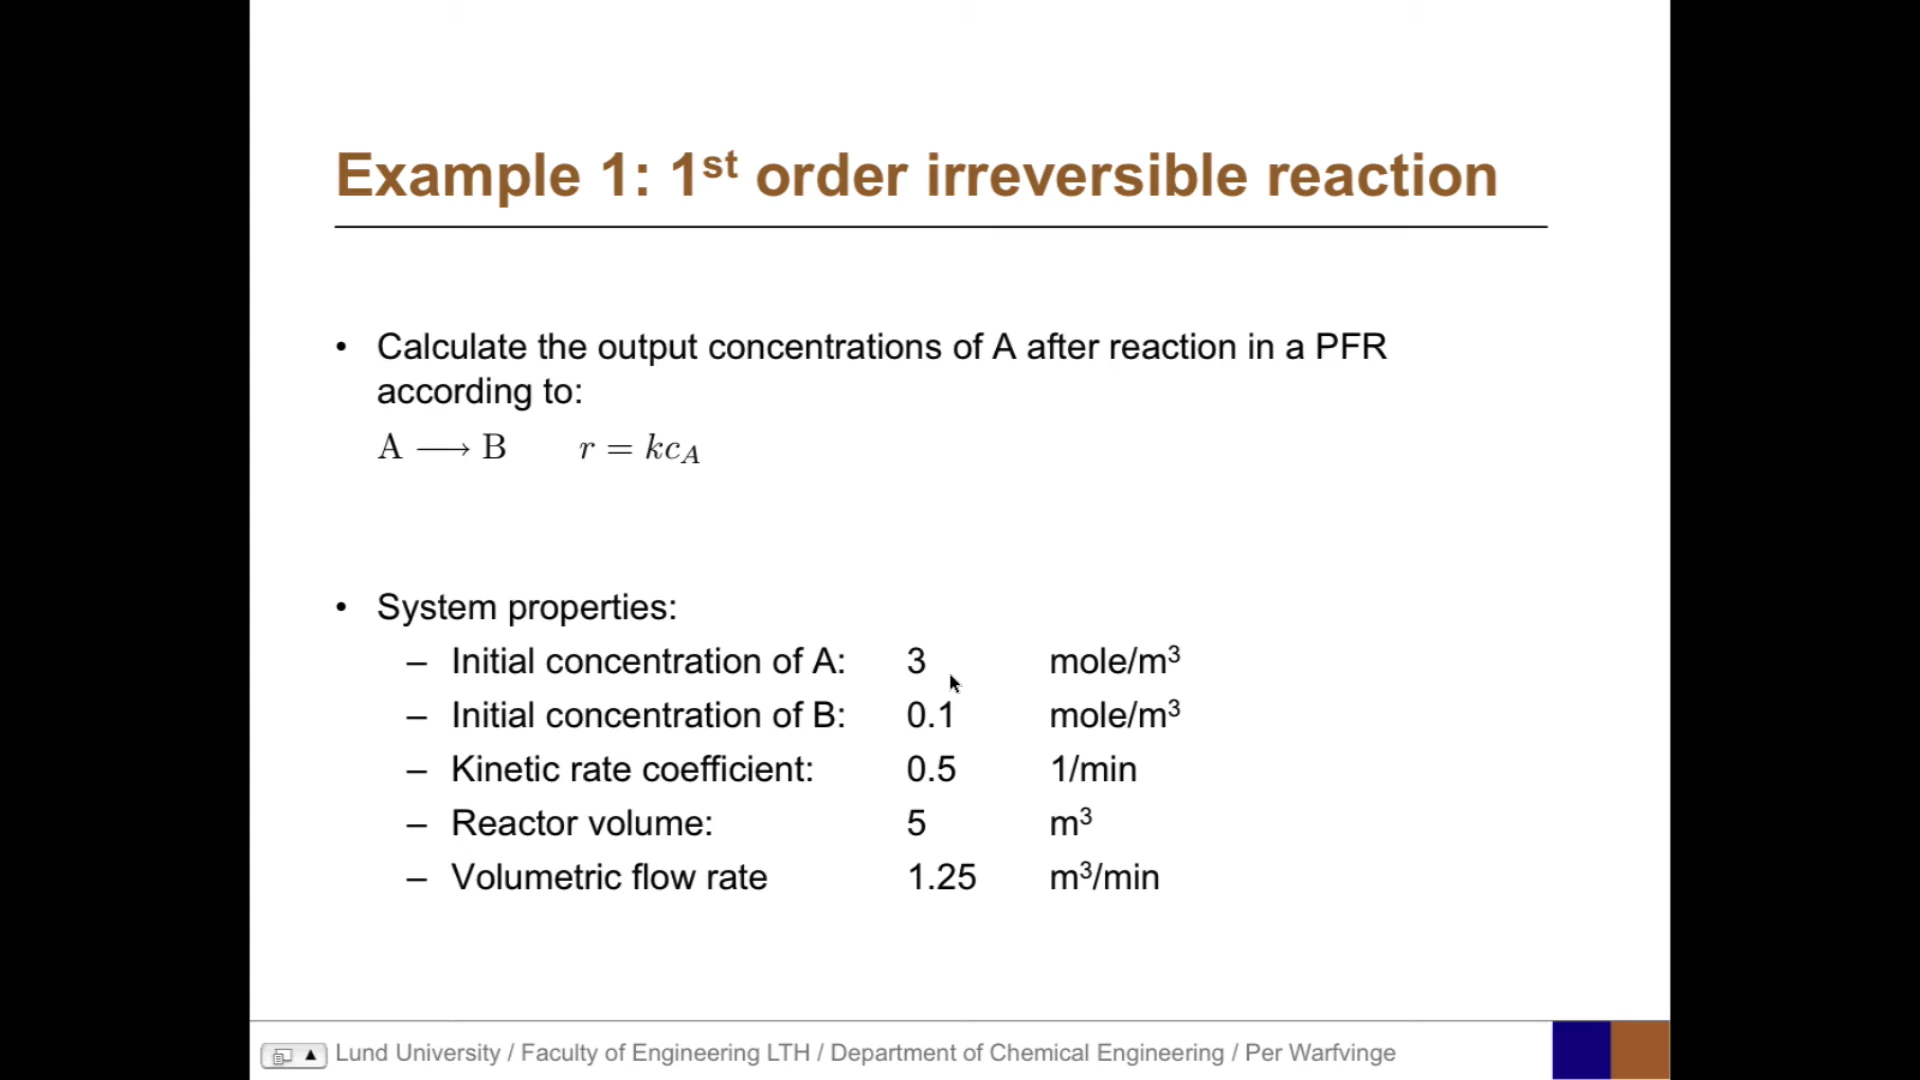 Example 1: 1st order irreversible reaction
• Calculate the output concentrations of A after reaction in a PFR
according to:
A ⟶ B r = kc_A
• System properties:
– Initial concentration of A: 3 mole/m³
– Initial concentration of B: 0.1 mole/m³
– Kinetic rate coefficient: 0.5 1/min
– Reactor volume: 5 m³
– Volumetric flow rate 1.25 m³/min
Lund University / Faculty of Engineering LTH / Department of Chemical Engineering / Per Warfvinge